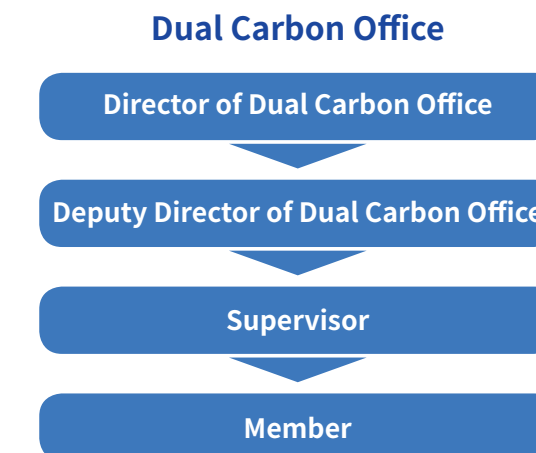 Dual Carbon Office
Director of Dual Carbon Office
Deputy Director of Dual Carbon Office
Supervisor
Member